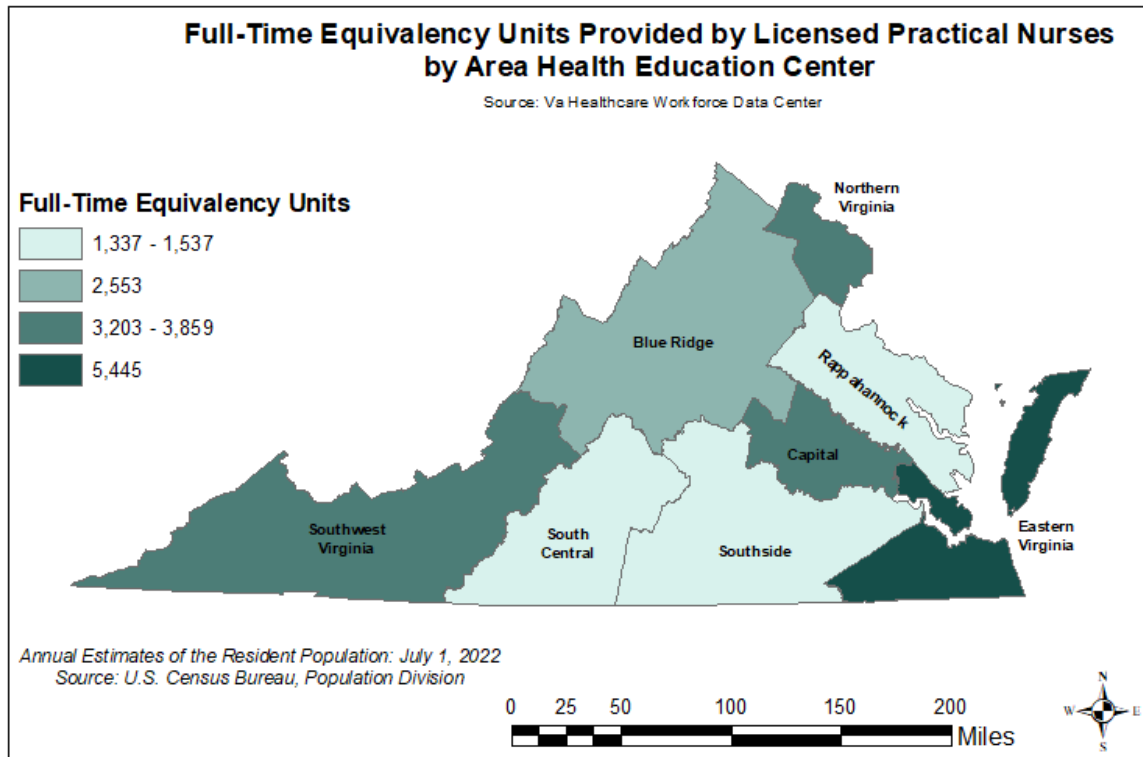 Full-Time Equivalency Units Provided by Licensed Practical Nurses
by Area Health Education Center
Source: Va Healthcare Workforce Data Center
Full-Time Equivalency Units
1,337 - 1,537
2,553
3,203 - 3,859
5,445
Northern
Virginia
Blue Ridge
Rappahannock
Capital
Southwest
Virginia
South
Central
Southside
Eastern
Virginia
Annual Estimates of the Resident Population: July 1, 2022
Source: U.S. Census Bureau, Population Division
0 25 50 100 150 200
Miles
N
W E
S